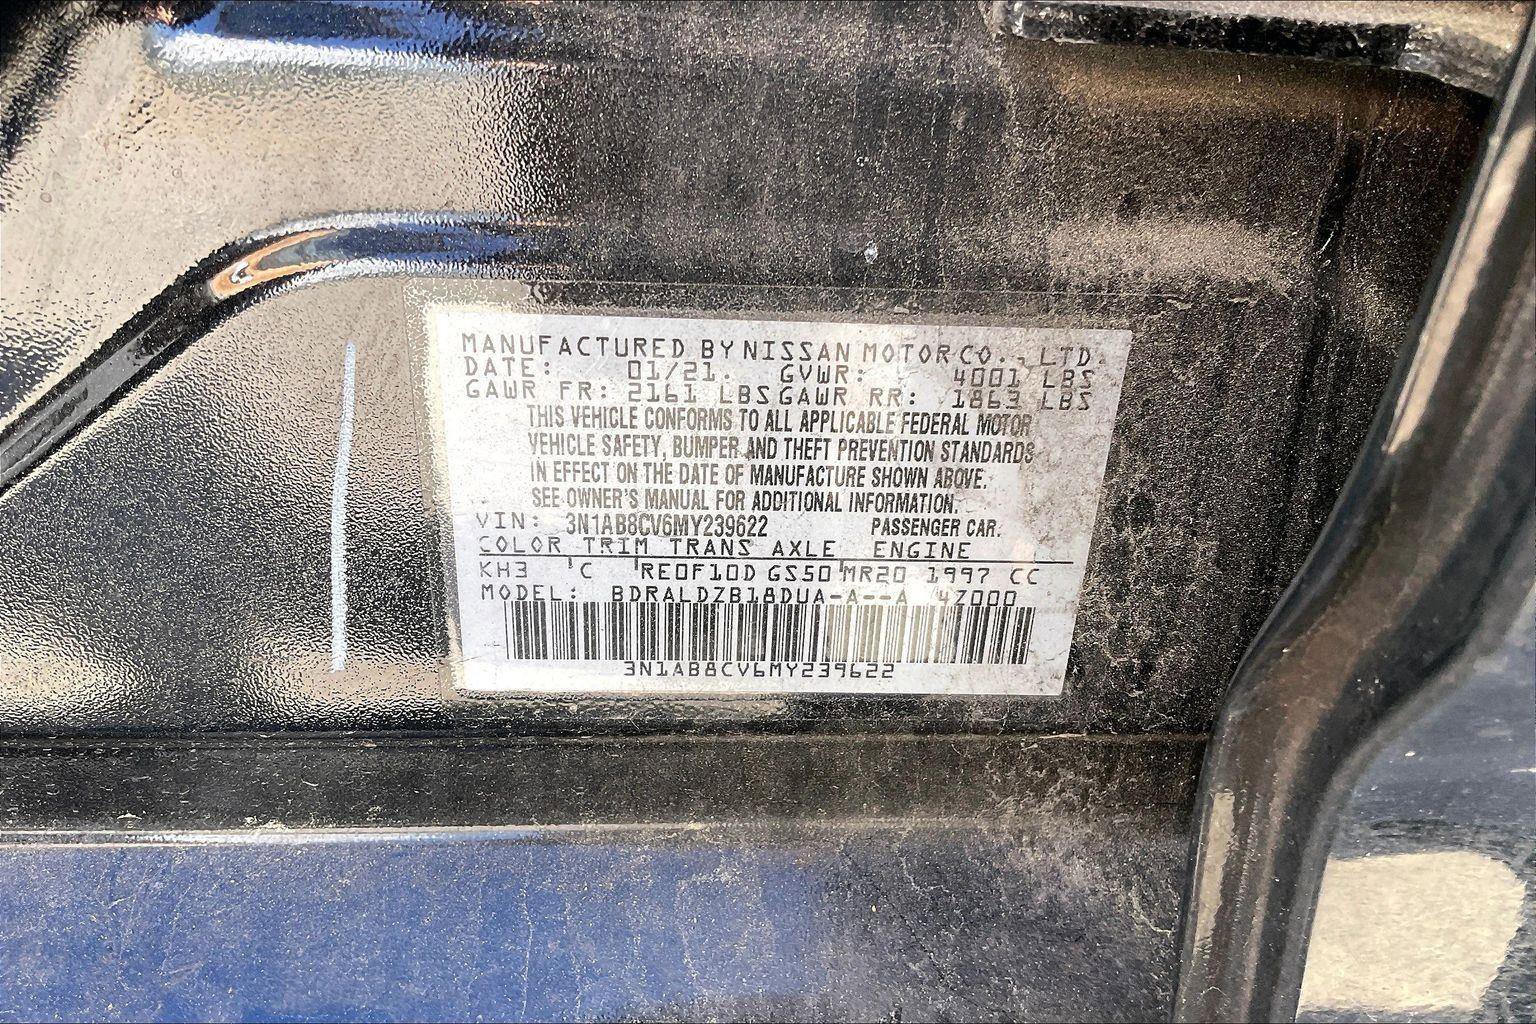 MANUFACTURED BY NISSAN MOTOR CO., LTD.
DATE: 01/21. GVWR: 4001 LBS
GAWR FR: 2161 LBS GAWR RR: 1863 LBS
THIS VEHICLE CONFORMS TO ALL APPLICABLE FEDERAL MOTOR
VEHICLE SAFETY, BUMPER AND THEFT PREVENTION STANDARDS
IN EFFECT ON THE DATE OF MANUFACTURE SHOWN ABOVE.
SEE OWNER'S MANUAL FOR ADDITIONAL INFORMATION.
VIN: 3N1AB8CV6MY239622 PASSENGER CAR.
COLOR TRIM TRANS AXLE ENGINE
KH3 C RE0F10D GS50 MR20 1997 CC
MODEL: BDRALDZB18DUA-A--A 4Z000
3N1AB8CV6MY239622